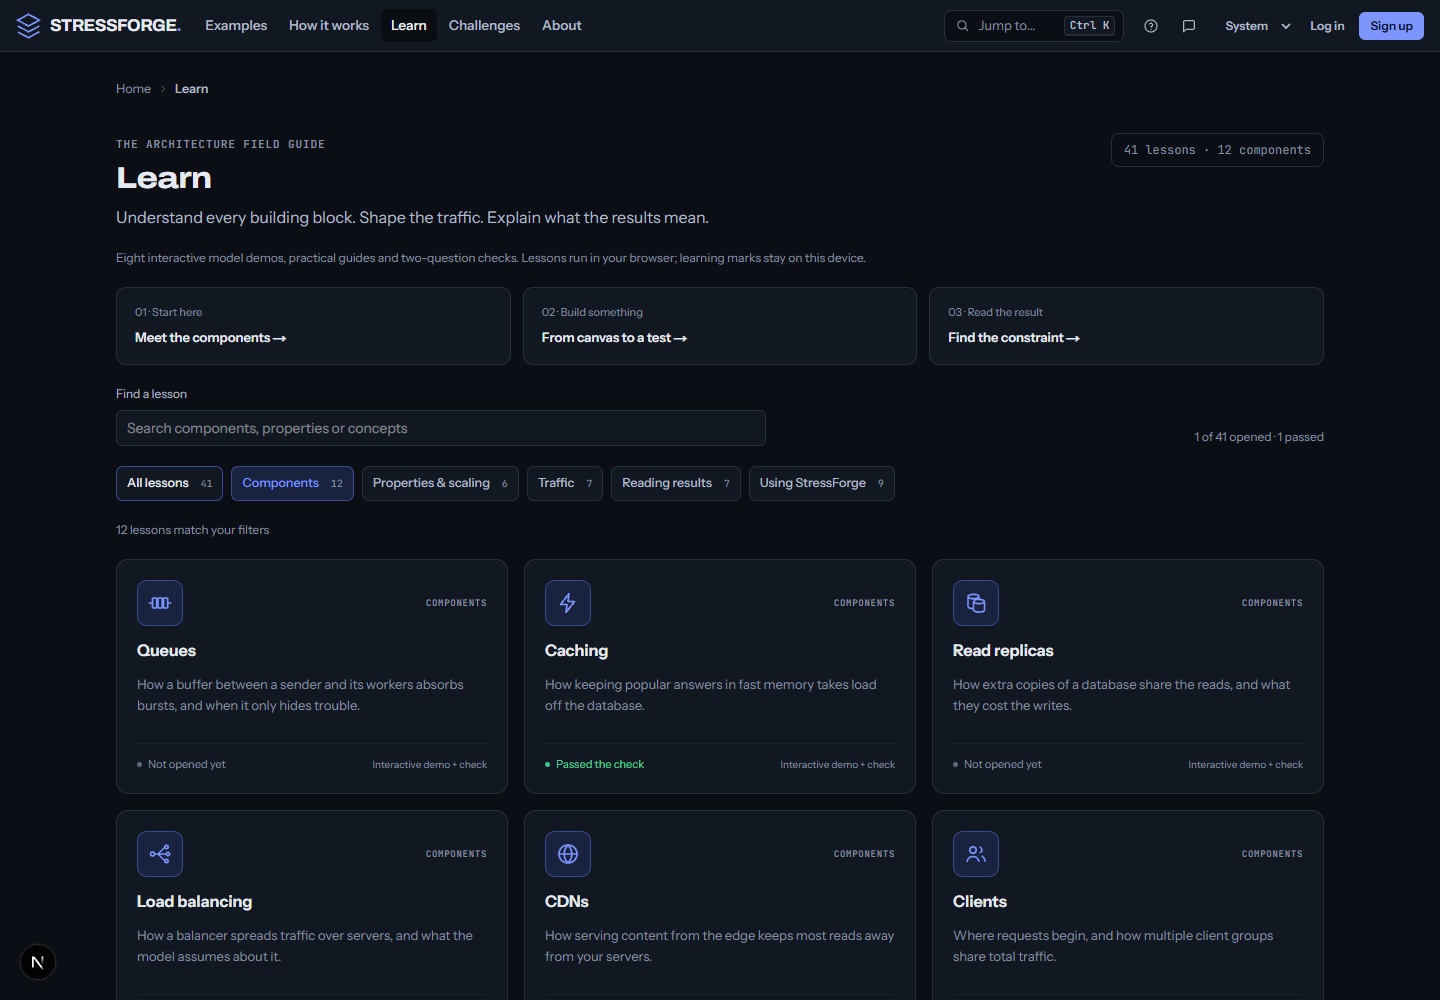 STRESSFORGE.
Examples
How it works
Learn
Challenges
About
Jump to...
Ctrl K
System
Log in
Sign up
Home
Learn
THE ARCHITECTURE FIELD GUIDE
41 lessons · 12 components
Learn
Understand every building block. Shape the traffic. Explain what the results mean.
Eight interactive model demos, practical guides and two-question checks. Lessons run in your browser; learning marks stay on this device.
01 · Start here
Meet the components →
02 · Build something
From canvas to a test →
03 · Read the result
Find the constraint →
Find a lesson
Search components, properties or concepts
1 of 41 opened · 1 passed
All lessons 41
Components 12
Properties & scaling 6
Traffic 7
Reading results 7
Using StressForge 9
12 lessons match your filters
COMPONENTS
Queues
How a buffer between a sender and its workers absorbs
bursts, and when it only hides trouble.
Not opened yet
Interactive demo + check
COMPONENTS
Caching
How keeping popular answers in fast memory takes load
off the database.
Passed the check
Interactive demo + check
COMPONENTS
Read replicas
How extra copies of a database share the reads, and what
they cost the writes.
Not opened yet
Interactive demo + check
COMPONENTS
Load balancing
How a balancer spreads traffic over servers, and what the
model assumes about it.
COMPONENTS
CDNs
How serving content from the edge keeps most reads away
from your servers.
COMPONENTS
Clients
Where requests begin, and how multiple client groups
share total traffic.
N